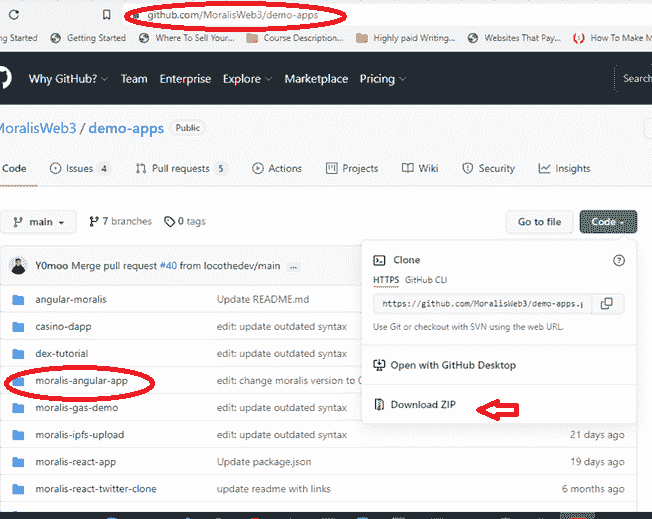 github.com/MoralisWeb3/demo-apps
Getting Started Getting Started Where To Sell Your... Course Description... Highly paid Writing... Websites That Pay,... How To Make M
Why GitHub? Team Enterprise Explore Marketplace Pricing Search
MoralisWeb3 / demo-apps Public
Code Issues 4 Pull requests 5 Actions Projects Wiki Security Insights
main 7 branches 0 tags Go to file Code
Y0moo Merge pull request #40 from locothedev/main ...
Clone
HTTPS GitHub CLI
https://github.com/MoralisWeb3/demo-apps.g
Use Git or checkout with SVN using the web URL.
Open with GitHub Desktop
Download ZIP
angular-moralis Update README.md
casino-dapp edit: update outdated syntax
dex-tutorial edit: update outdated syntax
moralis-angular-app edit: change moralis version to 0
moralis-gas-demo edit: update outdated syntax
moralis-ipfs-upload edit: update outdated syntax 21 days ago
moralis-react-app Update package.json 19 days ago
moralis-react-twitter-clone update readme with links 6 months ago